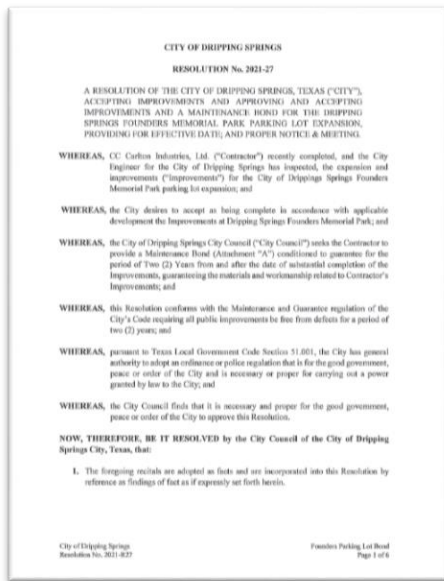 CITY OF DRIPPING SPRINGS
RESOLUTION No. 2021-27
A RESOLUTION OF THE CITY OF DRIPPING SPRINGS, TEXAS ("CITY"),
ACCEPTING IMPROVEMENTS AND APPROVING AND ACCEPTING
IMPROVEMENTS AND A MAINTENANCE BOND FOR THE DRIPPING
SPRINGS FOUNDERS MEMORIAL PARK PARKING LOT EXPANSION,
PROVIDING FOR EFFECTIVE DATE; AND PROPER NOTICE & MEETING.
WHEREAS, CC Carlton Industries, Ltd. ("Contractor") recently completed, and the City
Engineer for the City of Dripping Springs has inspected, the expansion and
improvements ("Improvements") for the City of Drippings Springs Founders
Memorial Park parking lot expansion; and
WHEREAS, the City desires to accept as being complete in accordance with applicable
development the Improvements at Dripping Springs Founders Memorial Park; and
WHEREAS, the City of Dripping Springs City Council ("City Council") seeks the Contractor to
provide a Maintenance Bond (Attachment "A") conditioned to guarantee for the
period of Two (2) Years from and after the date of substantial completion of the
Improvements, guaranteeing the materials and workmanship related to Contractor's
Improvements; and
WHEREAS, this Resolution conforms with the Maintenance and Guarantee regulation of the
City's Code requiring all public improvements be free from defects for a period of
two (2) years; and
WHEREAS, pursuant to Texas Local Government Code Section 51.001, the City has general
authority to adopt an ordinance or police regulation that is for the good government,
peace or order of the City and is necessary or proper for carrying out a power
granted by law to the City; and
WHEREAS, the City Council finds that it is necessary and proper for the good government,
peace or order of the City to approve this Resolution.
NOW, THEREFORE, BE IT RESOLVED by the City Council of the City of Dripping
Springs City, Texas, that:
1. The foregoing recitals are adopted as facts and are incorporated into this Resolution by
reference as findings of fact as if expressly set forth herein.
City of Dripping Springs
Resolution No. 2021-R27
Founders Parking Lot Bond
Page 1 of 6